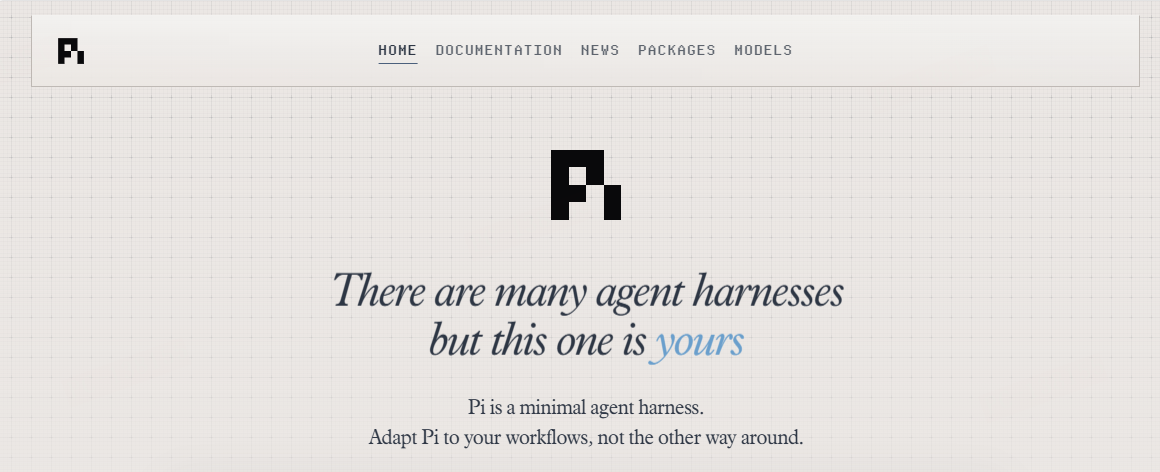 HOME DOCUMENTATION NEWS PACKAGES MODELS
There are many agent harnesses
but this one is yours
Pi is a minimal agent harness.
Adapt Pi to your workflows, not the other way around.